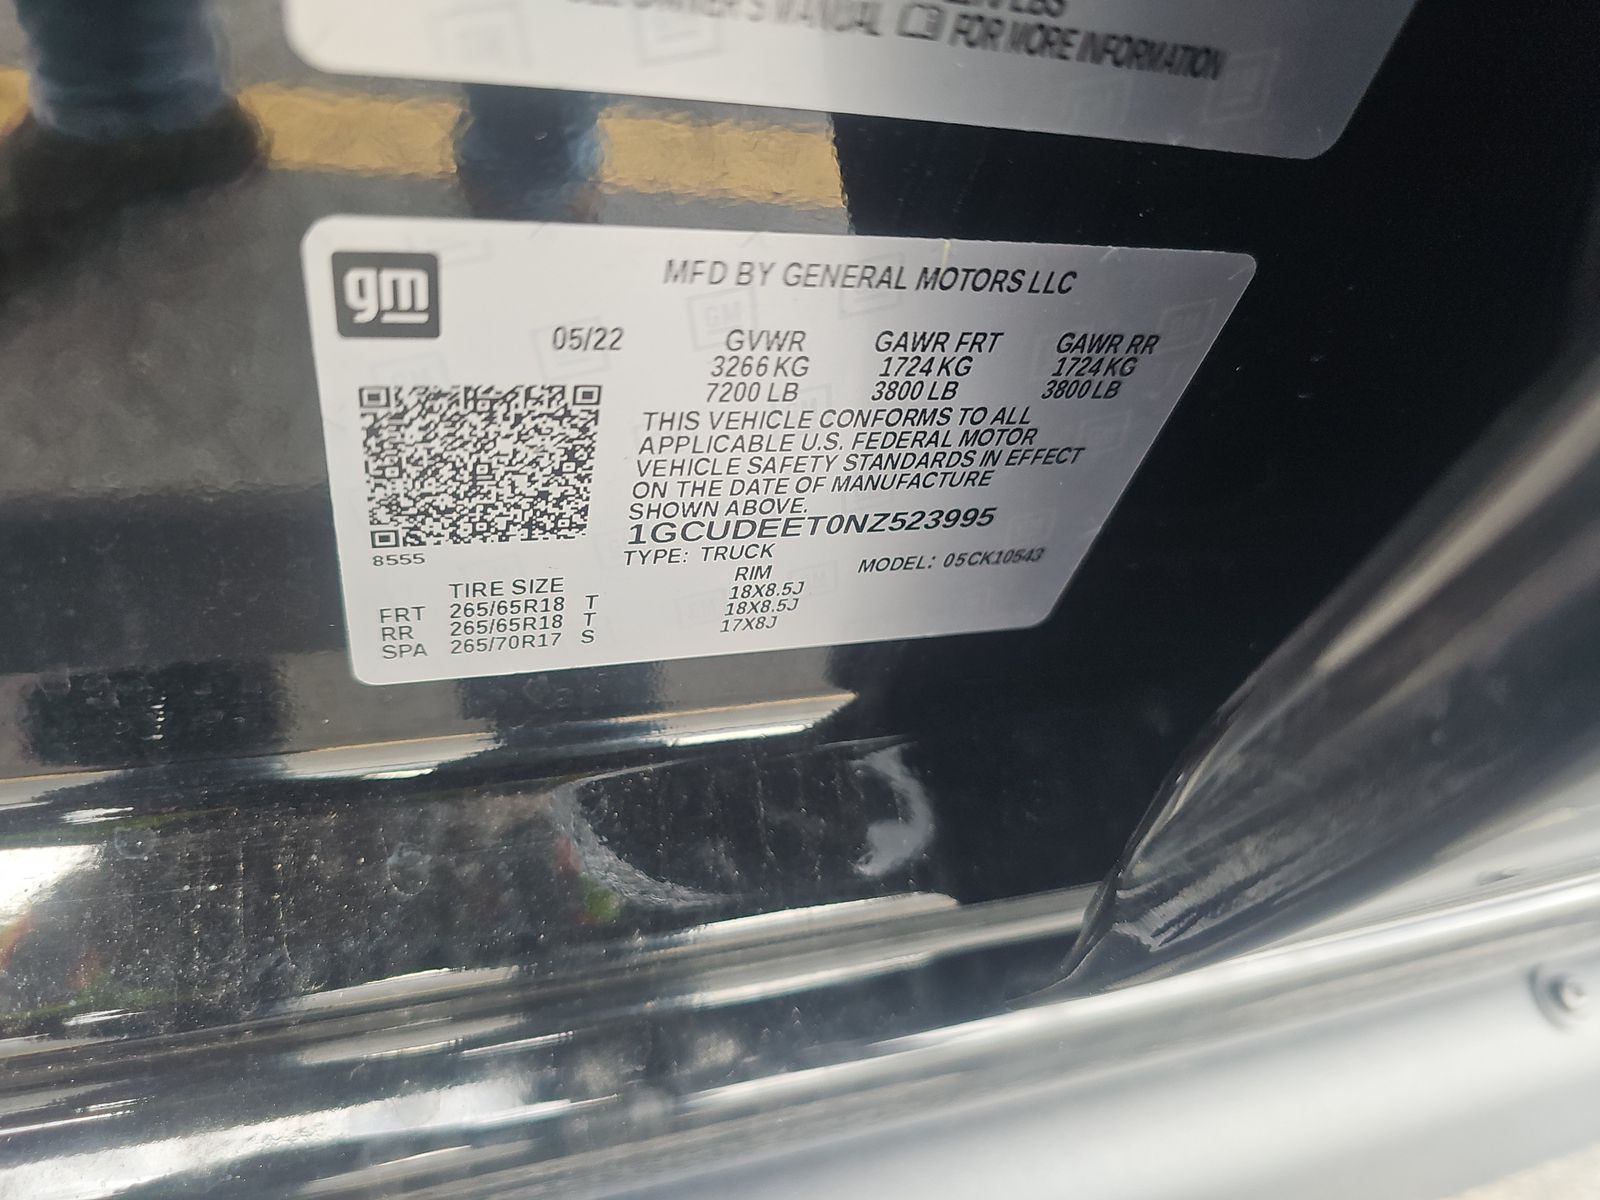 OWNER'S MANUAL FOR MORE INFORMATION
gm
MFD BY GENERAL MOTORS LLC
05/22 GVWR GAWR FRT GAWR RR
3266 KG 1724 KG 1724 KG
7200 LB 3800 LB 3800 LB
THIS VEHICLE CONFORMS TO ALL
APPLICABLE U.S. FEDERAL MOTOR
VEHICLE SAFETY STANDARDS IN EFFECT
ON THE DATE OF MANUFACTURE
SHOWN ABOVE.
1GCUDEET0NZ523995
8555
TYPE: TRUCK MODEL: 05CK10543
TIRE SIZE RIM
FRT 265/65R18 T 18X8.5J
RR 265/65R18 T 18X8.5J
SPA 265/70R17 S 17X8J